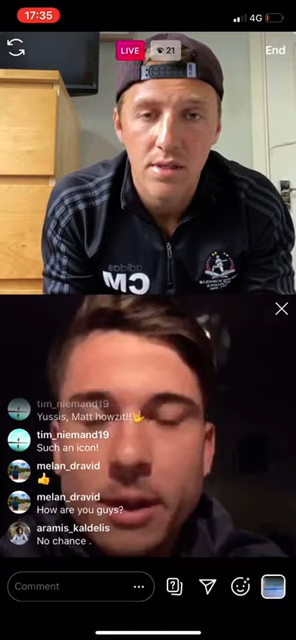 17:35
4G
LIVE
21
End
adidas
CM
tim_niemand19
Yussis, Matt howzit!!🤟
tim_niemand19
Such an icon!
melan_dravid
👍
melan_dravid
How are you guys?
aramis_kaldelis
No chance .
Comment